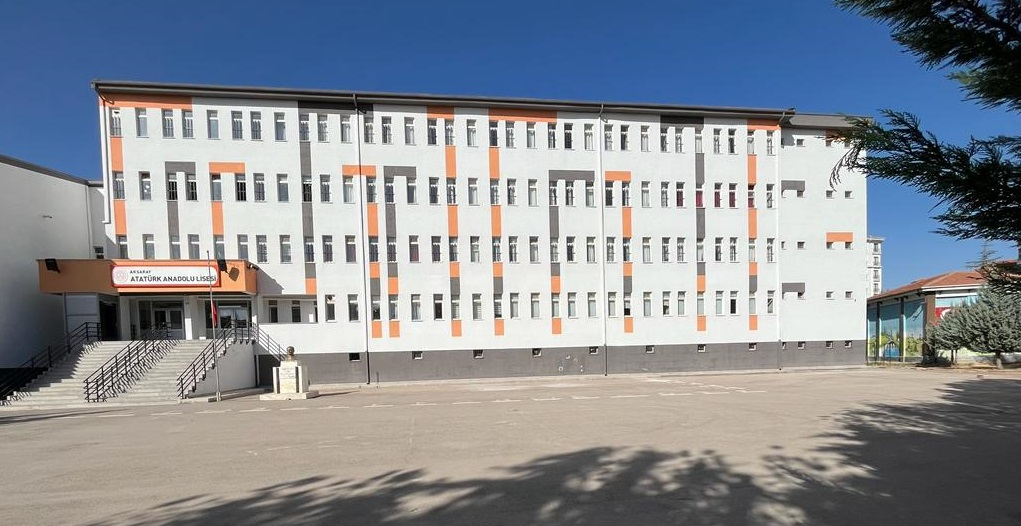 AKSARAY
ATATÜRK ANADOLU LİSESİ